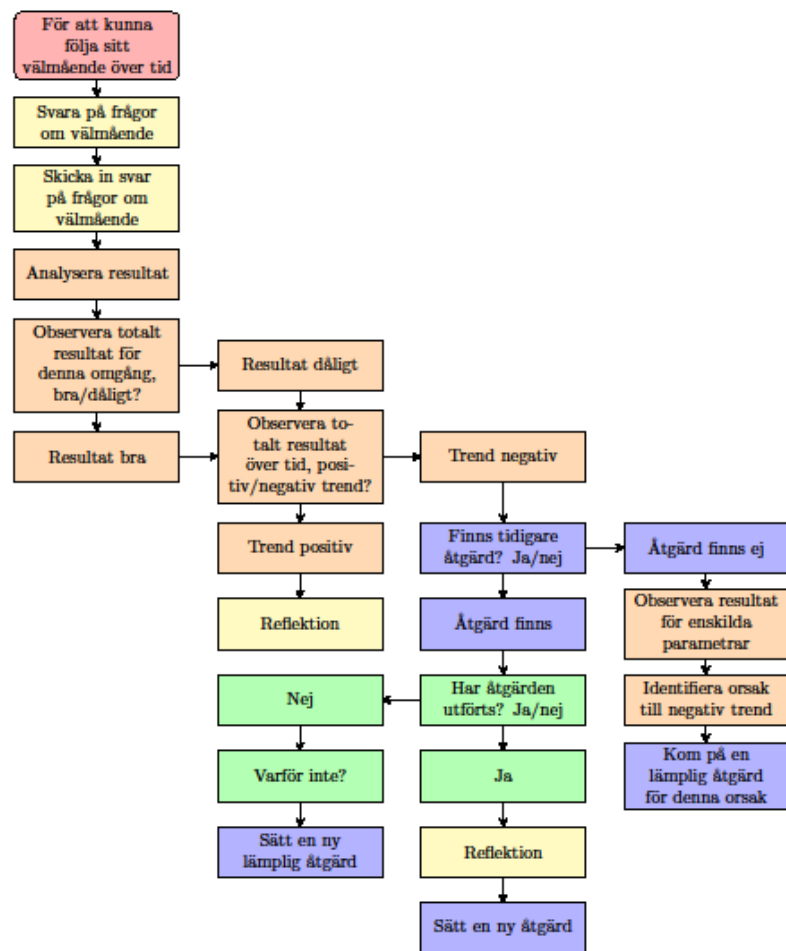 För att kunna
följa sitt
välmående över tid
Svara på frågor
om välmående
Skicka in svar
på frågor om
välmående
Analysera resultat
Observera totalt
resultat för
denna omgång,
bra/dåligt?
Resultat dåligt
Resultat bra
Observera to-
talt resultat
över tid, posi-
tiv/negativ trend?
Trend negativ
Trend positiv
Finns tidigare
åtgärd? Ja/nej
Åtgärd finns ej
Reflektion
Åtgärd finns
Observera resultat
för enskilda
parametrar
Nej
Har åtgärden
utförts? Ja/nej
Identifiera orsak
till negativ trend
Varför inte?
Ja
Kom på en
lämplig åtgärd
för denna orsak
Sätt en ny
lämplig åtgärd
Reflektion
Sätt en ny åtgärd